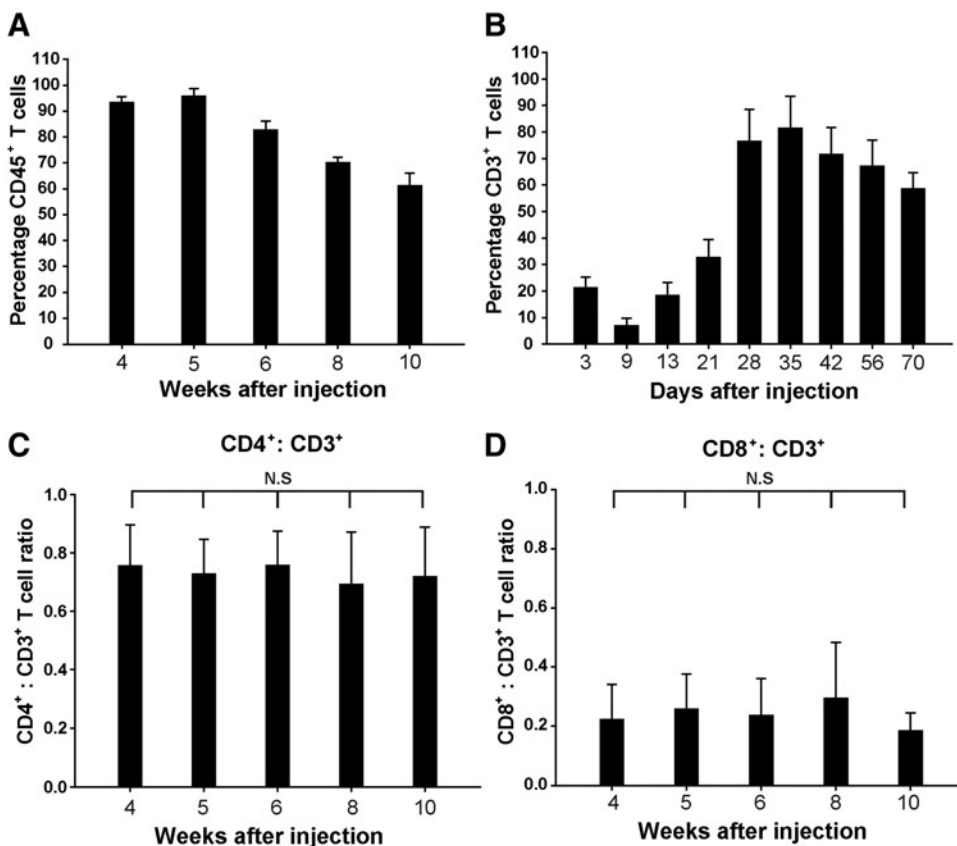 A
Percentage CD45⁺ T cells
110
100
90
80
70
60
50
40
30
20
10
0
4 5 6 8 10
Weeks after injection
B
Percentage CD3⁺ T cells
110
100
90
80
70
60
50
40
30
20
10
0
3 9 13 21 28 35 42 56 70
Days after injection
C
CD4⁺: CD3⁺
N.S
CD4⁺ : CD3⁺ T cell ratio
1.0
0.8
0.6
0.4
0.2
0.0
4 5 6 8 10
Weeks after injection
D
CD8⁺: CD3⁺
N.S
CD8⁺ : CD3⁺ T cell ratio
1.0
0.8
0.6
0.4
0.2
0.0
4 5 6 8 10
Weeks after injection